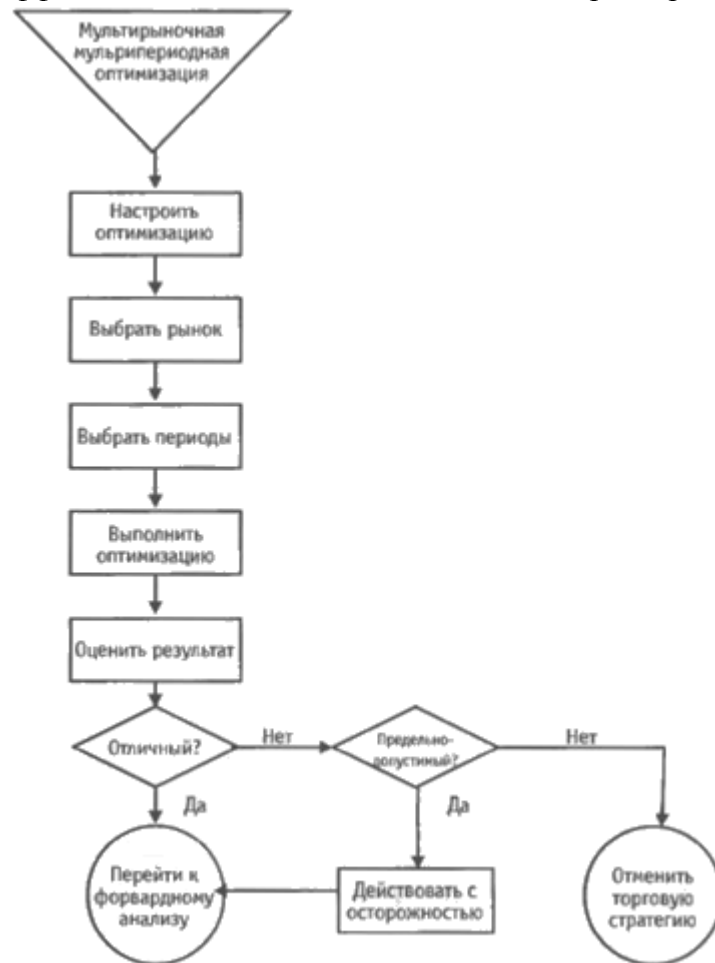 Мультирыночная
мульрипериодная
оптимизация
Настроить
оптимизацию
Выбрать рынок
Выбрать периоды
Выполнить
оптимизацию
Оценить результат
Отличный?
Нет
Предельно-
допустимый?
Нет
Да
Да
Перейти к
форвардному
анализу
Действовать с
осторожностью
Отменить
торговую
стратегию